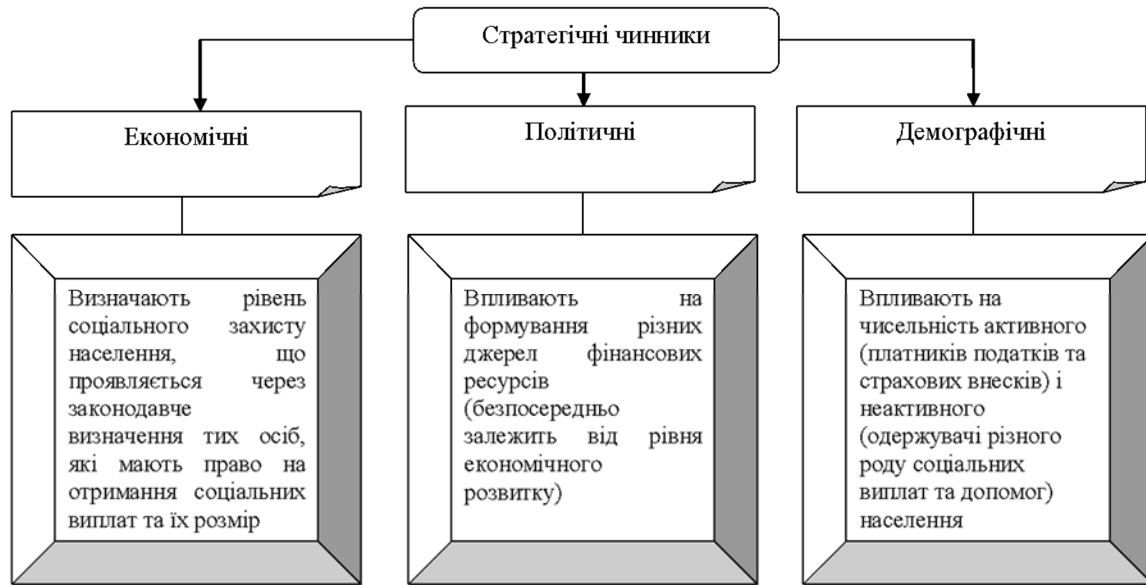 Стратегічні чинники
Економічні
Політичні
Демографічні
Визначають рівень
соціального захисту
населення, що
проявляється через
законодавче
визначення тих осіб,
які мають право на
отримання соціальних
виплат та їх розмір
Впливають на
формування різних
джерел фінансових
ресурсів
(безпосередньо
залежить від рівня
економічного
розвитку)
Впливають на
чисельність активного
(платників податків та
страхових внесків) і
неактивного
(одержувачі різного
роду соціальних
виплат та допомог)
населення